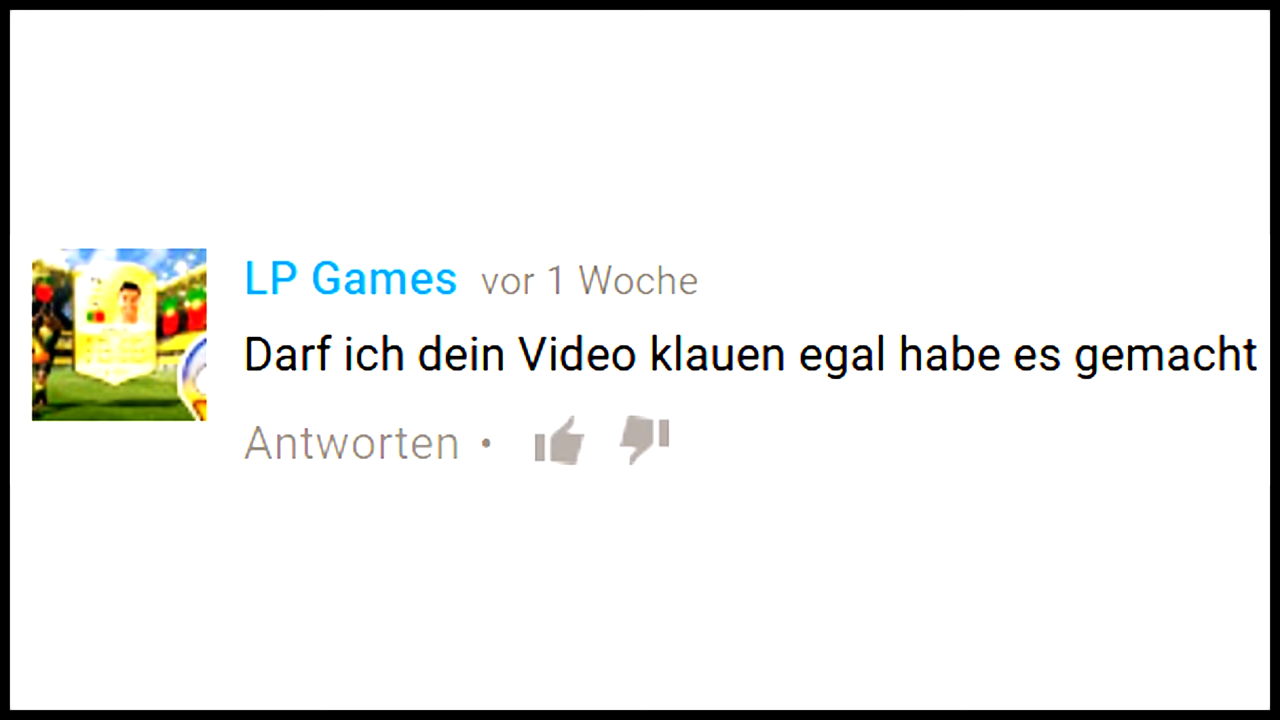 LP Games vor 1 Woche
Darf ich dein Video klauen egal habe es gemacht
Antworten •